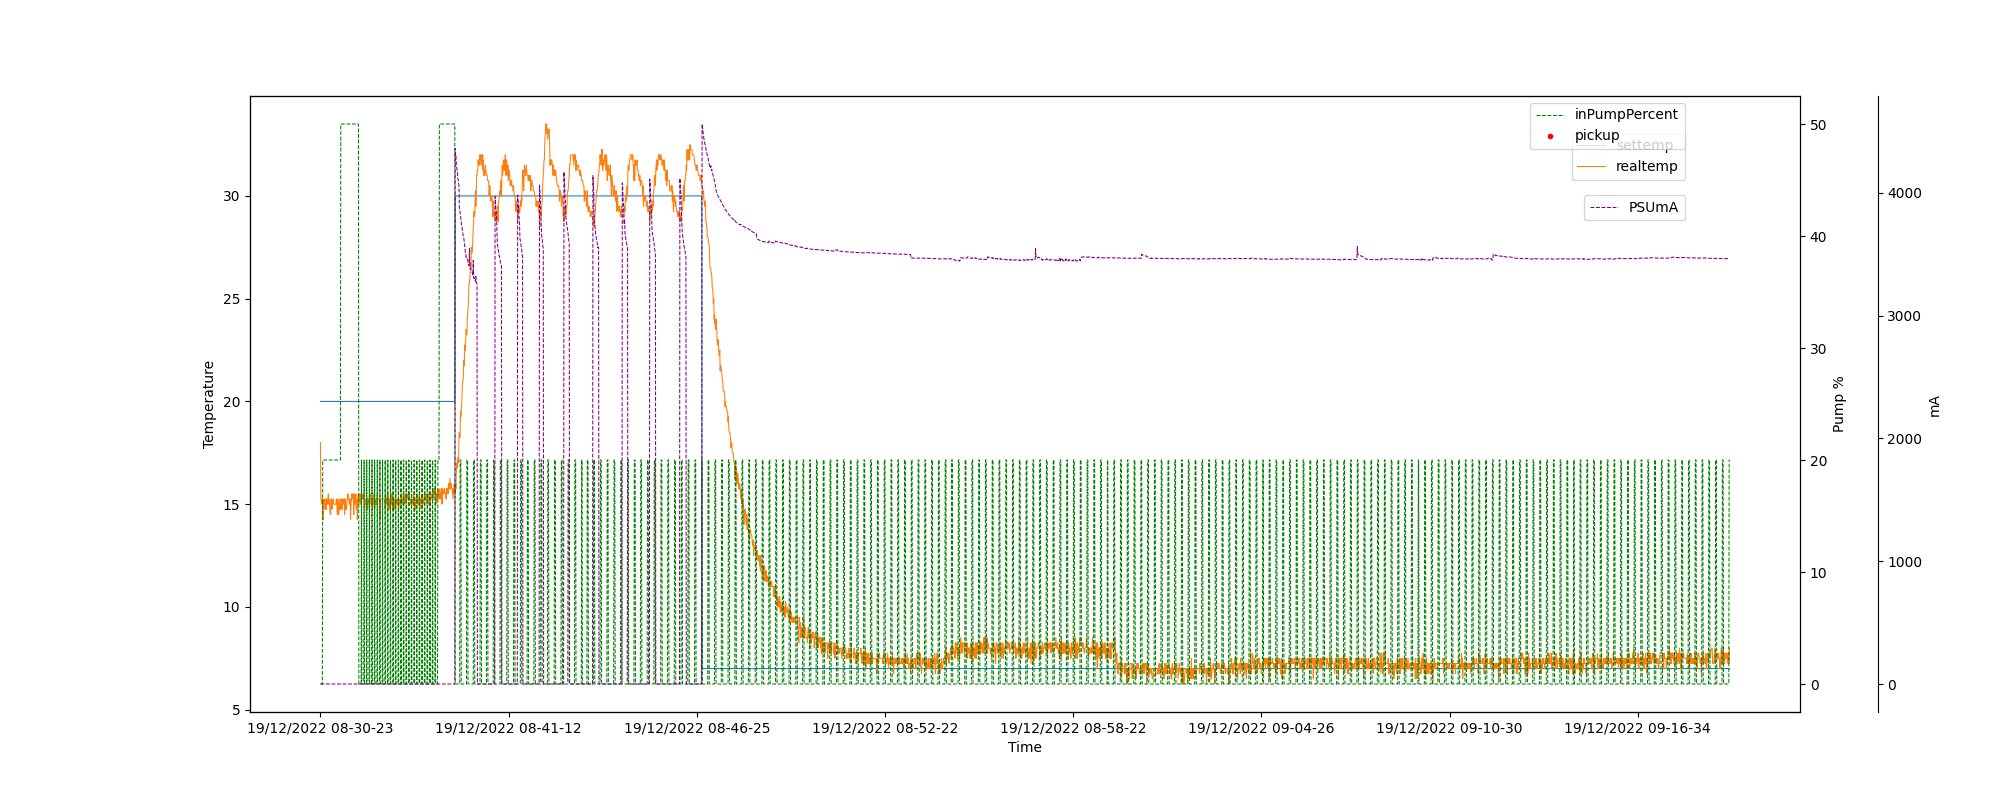 inPumpPercent
pickup
settemp
realtemp
PSUmA
Temperature
30
25
20
15
10
5
50
40
30
20
10
0
Pump %
4000
3000
2000
1000
0
mA
19/12/2022 08-30-23
19/12/2022 08-41-12
19/12/2022 08-46-25
19/12/2022 08-52-22
19/12/2022 08-58-22
19/12/2022 09-04-26
19/12/2022 09-10-30
19/12/2022 09-16-34
Time